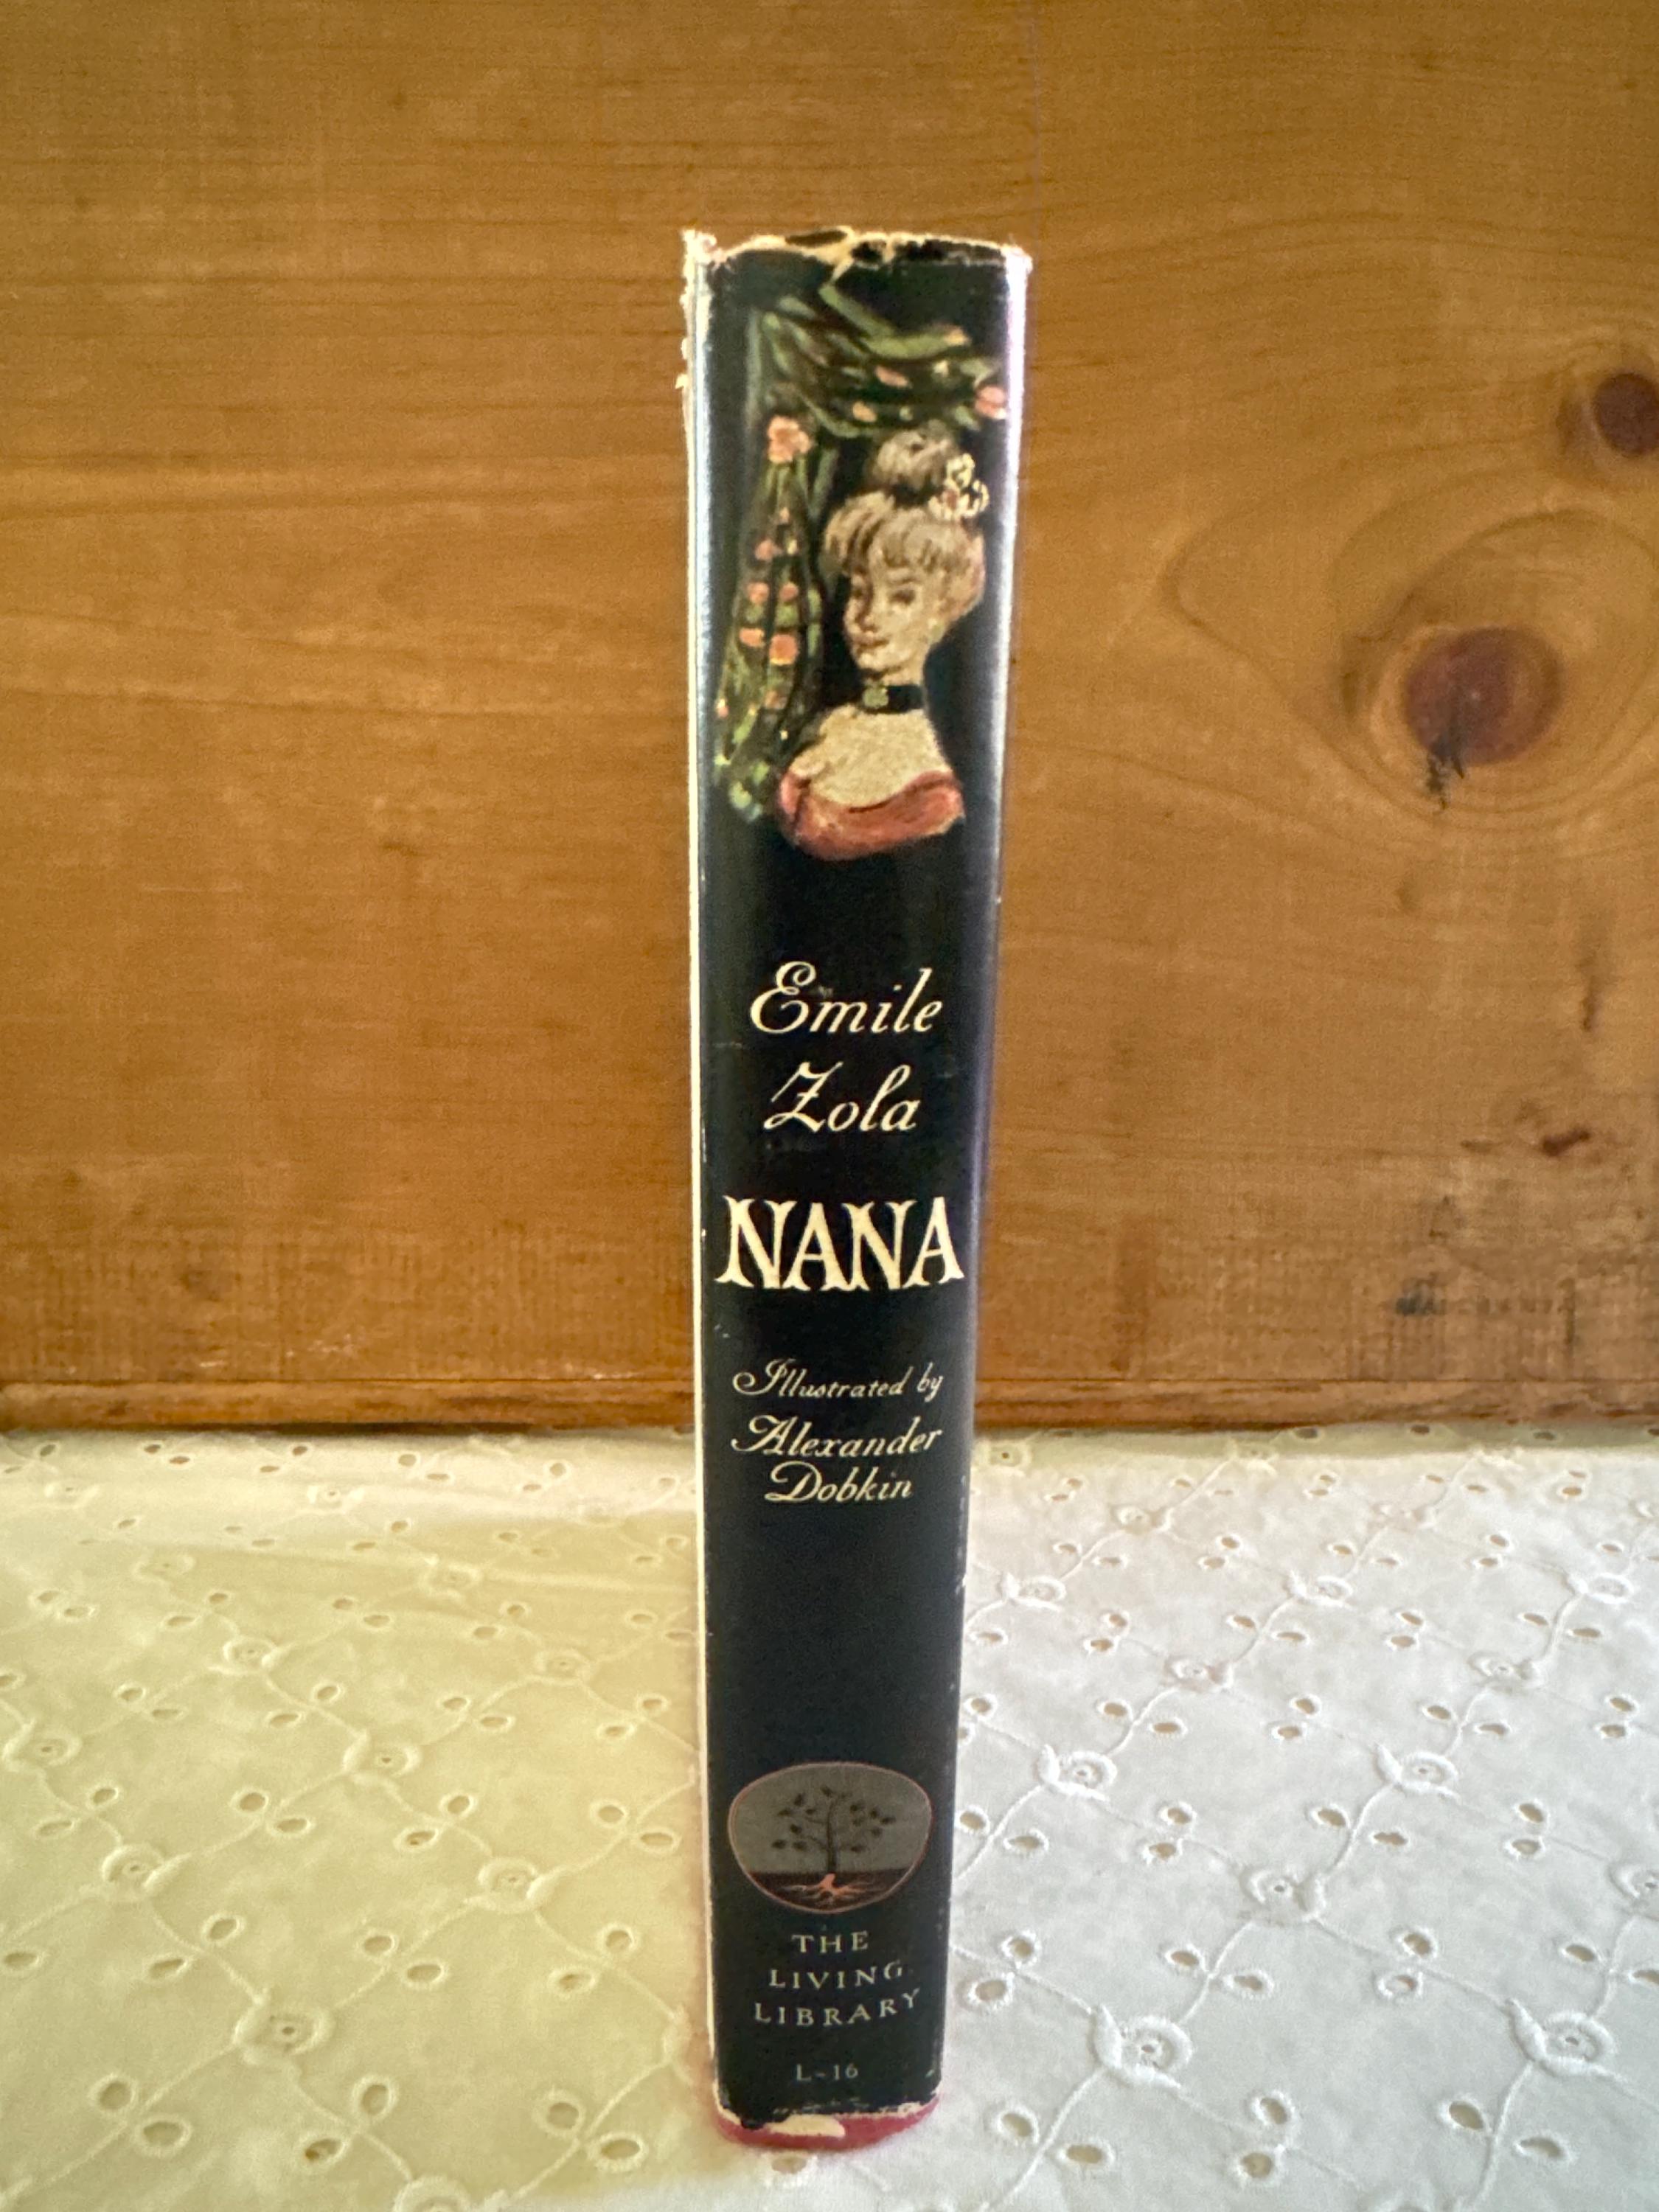 Emile
Zola
NANA
Illustrated by
Alexander
Dobkin
THE
LIVING
LIBRARY
L-16